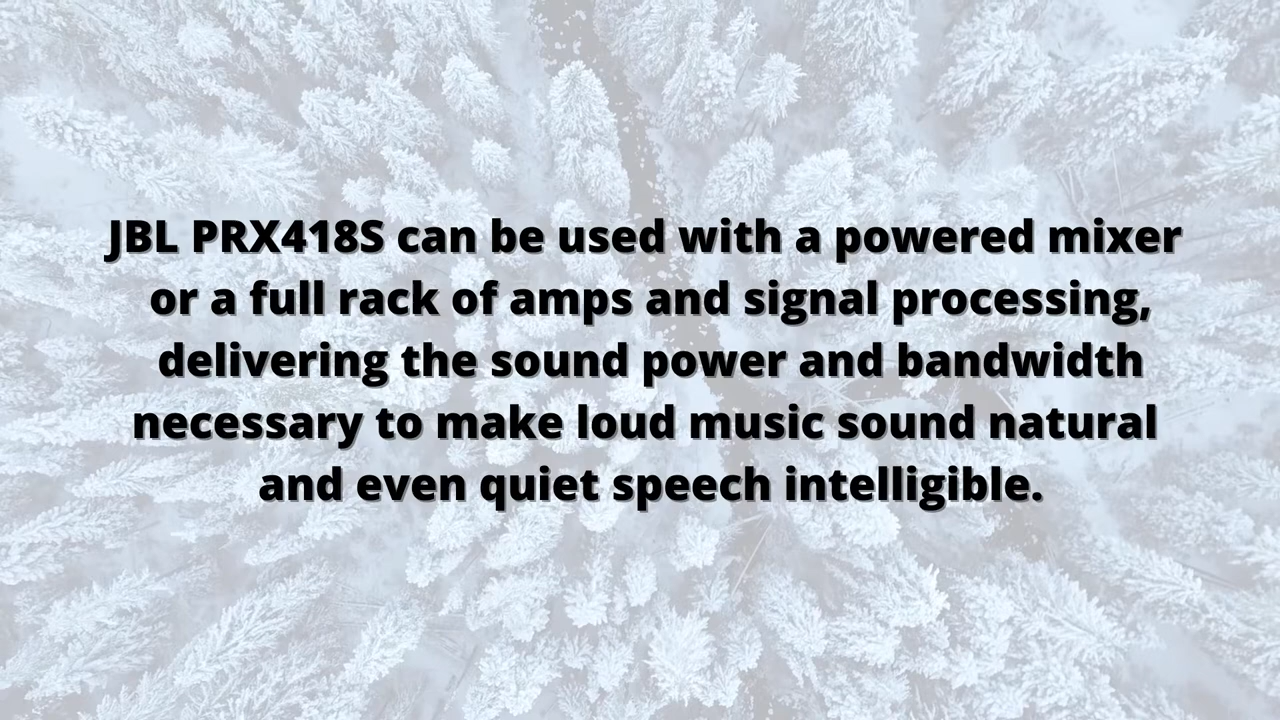 JBL PRX418S can be used with a powered mixer
or a full rack of amps and signal processing,
delivering the sound power and bandwidth
necessary to make loud music sound natural
and even quiet speech intelligible.